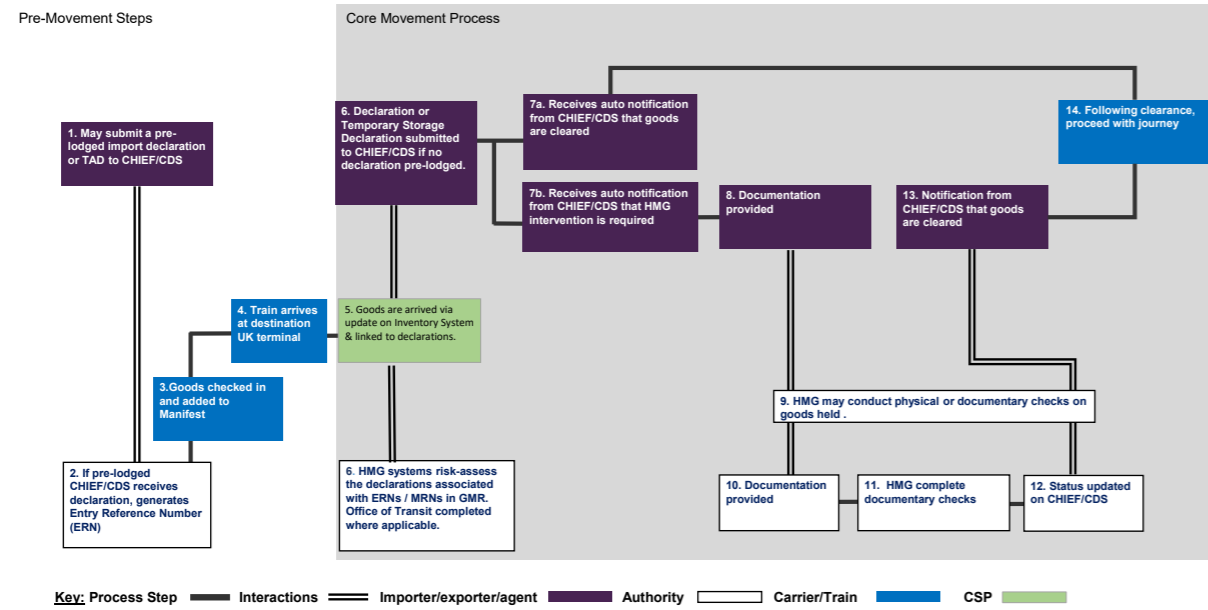 Pre-Movement Steps
Core Movement Process
1. May submit a pre-
lodged import declaration
or TAD to CHIEF/CDS
2. If pre-lodged
CHIEF/CDS receives
declaration, generates
Entry Reference Number
(ERN)
3.Goods checked in
and added to
Manifest
4. Train arrives
at destination
UK terminal
5. Goods are arrived via
update on Inventory System
& linked to declarations.
6. Declaration or
Temporary Storage
Declaration submitted
to CHIEF/CDS if no
declaration pre-lodged.
6. HMG systems risk-assess
the declarations associated
with ERNs / MRNs in GMR.
Office of Transit completed
where applicable.
7a. Receives auto notification
from CHIEF/CDS that goods
are cleared
7b. Receives auto notification
from CHIEF/CDS that HMG
intervention is required
8. Documentation
provided
9. HMG may conduct physical or documentary checks on
goods held .
10. Documentation
provided
11. HMG complete
documentary checks
12. Status updated
on CHIEF/CDS
13. Notification from
CHIEF/CDS that goods
are cleared
14. Following clearance,
proceed with journey
Key: Process Step Interactions Importer/exporter/agent Authority Carrier/Train CSP